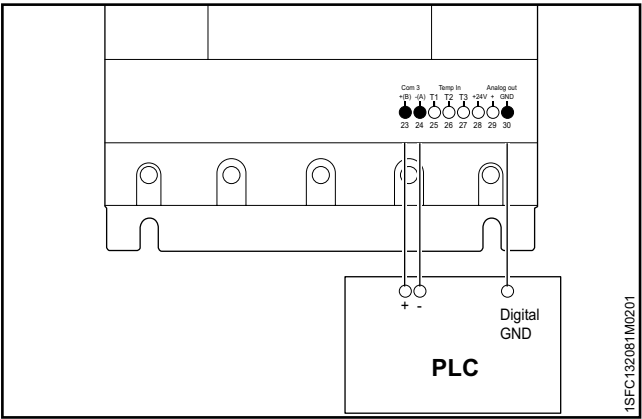 Com 3 Temp In Analog out
+(B) -(A) T1 T2 T3 +24V + GND
23 24 25 26 27 28 29 30
+ -
Digital
GND
PLC
1SFC132081M0201